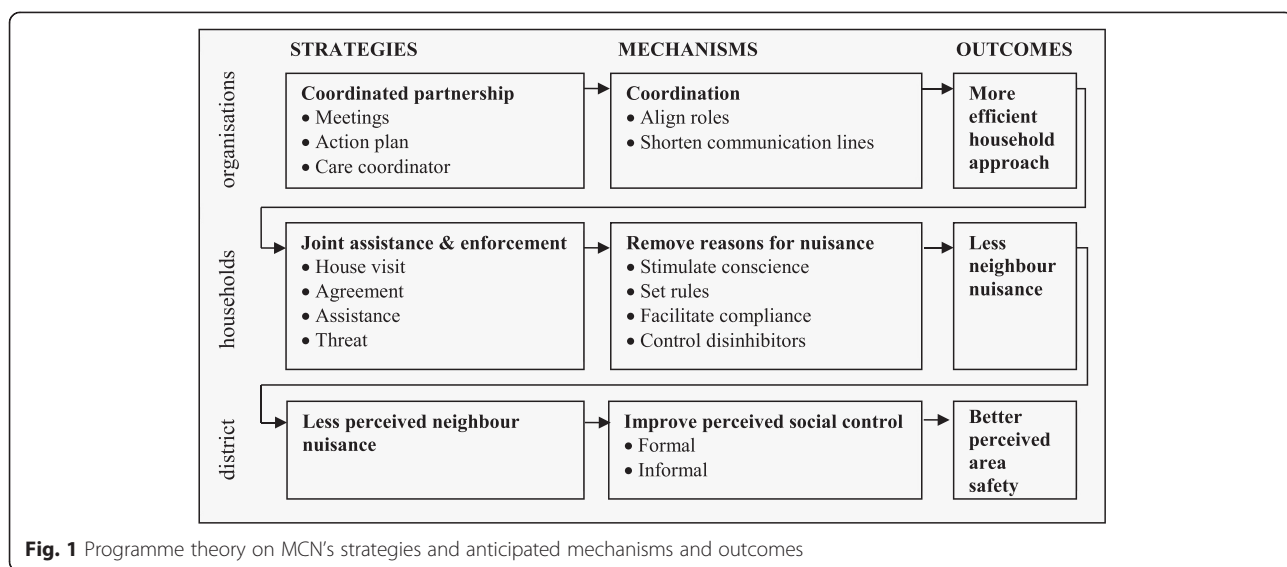 STRATEGIES MECHANISMS OUTCOMES
organisations
Coordinated partnership
• Meetings
• Action plan
• Care coordinator
Coordination
• Align roles
• Shorten communication lines
More
efficient
household
approach
households
Joint assistance & enforcement
• House visit
• Agreement
• Assistance
• Threat
Remove reasons for nuisance
• Stimulate conscience
• Set rules
• Facilitate compliance
• Control disinhibitors
Less
neighbour
nuisance
district
Less perceived neighbour
nuisance
Improve perceived social control
• Formal
• Informal
Better
perceived
area
safety
Fig. 1 Programme theory on MCN's strategies and anticipated mechanisms and outcomes